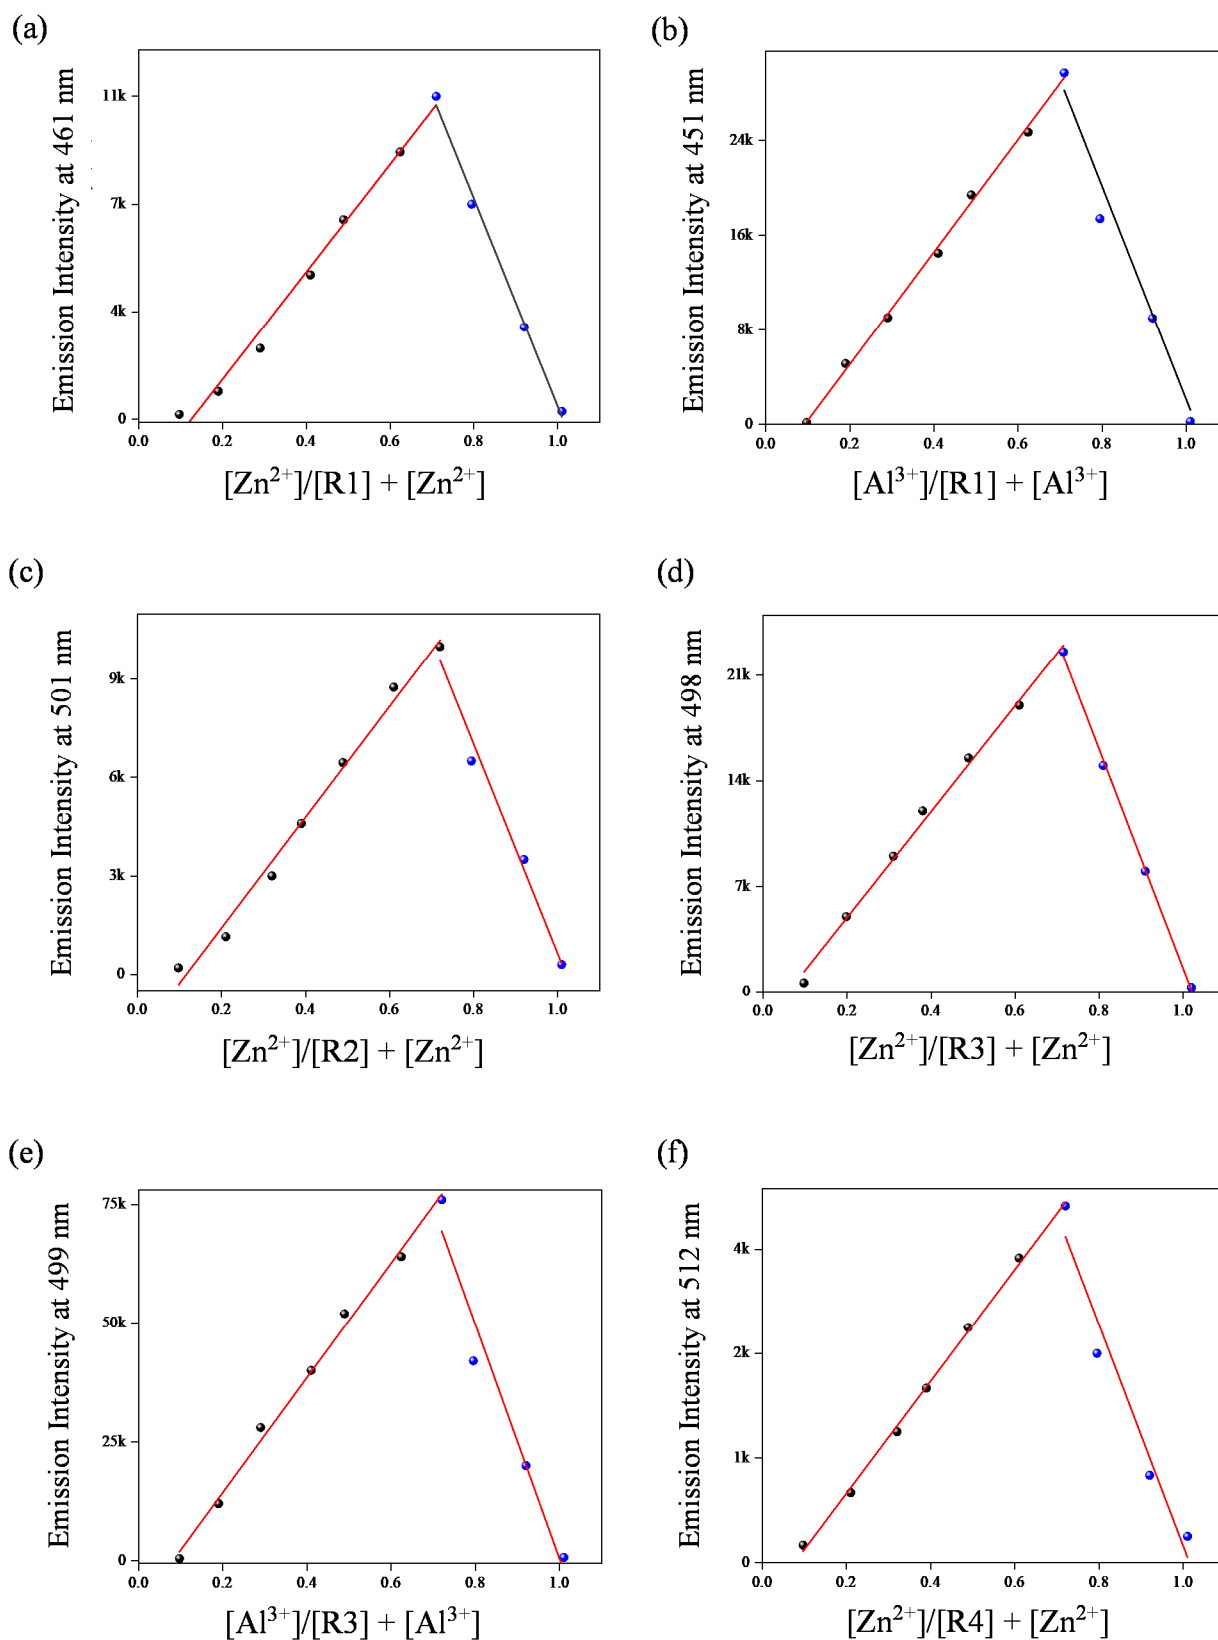 (a)
Emission Intensity at 461 nm
11k
7k
4k
0
0.0 0.2 0.4 0.6 0.8 1.0
[Zn²⁺]/[R1] + [Zn²⁺]
(b)
Emission Intensity at 451 nm
24k
16k
8k
0
0.0 0.2 0.4 0.6 0.8 1.0
[Al³⁺]/[R1] + [Al³⁺]
(c)
Emission Intensity at 501 nm
9k
6k
3k
0
0.0 0.2 0.4 0.6 0.8 1.0
[Zn²⁺]/[R2] + [Zn²⁺]
(d)
Emission Intensity at 498 nm
21k
14k
7k
0
0.0 0.2 0.4 0.6 0.8 1.0
[Zn²⁺]/[R3] + [Zn²⁺]
(e)
Emission Intensity at 499 nm
75k
50k
25k
0
0.0 0.2 0.4 0.6 0.8 1.0
[Al³⁺]/[R3] + [Al³⁺]
(f)
Emission Intensity at 512 nm
4k
2k
1k
0
0.0 0.2 0.4 0.6 0.8 1.0
[Zn²⁺]/[R4] + [Zn²⁺]